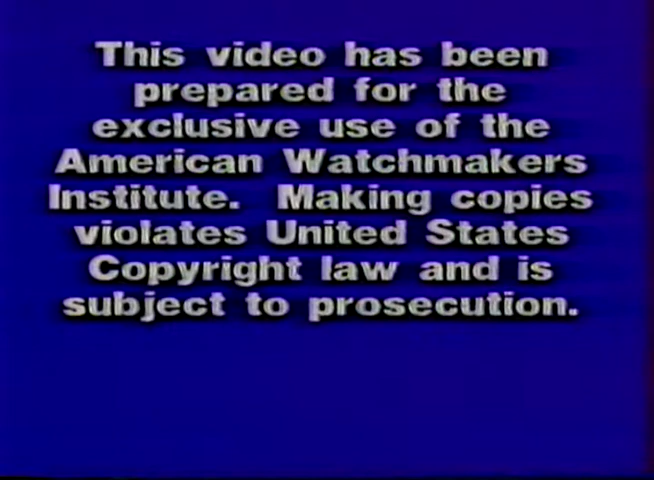 This video has been
prepared for the
exclusive use of the
American Watchmakers
Institute.  Making copies
violates United States
Copyright law and is
subject to prosecution.